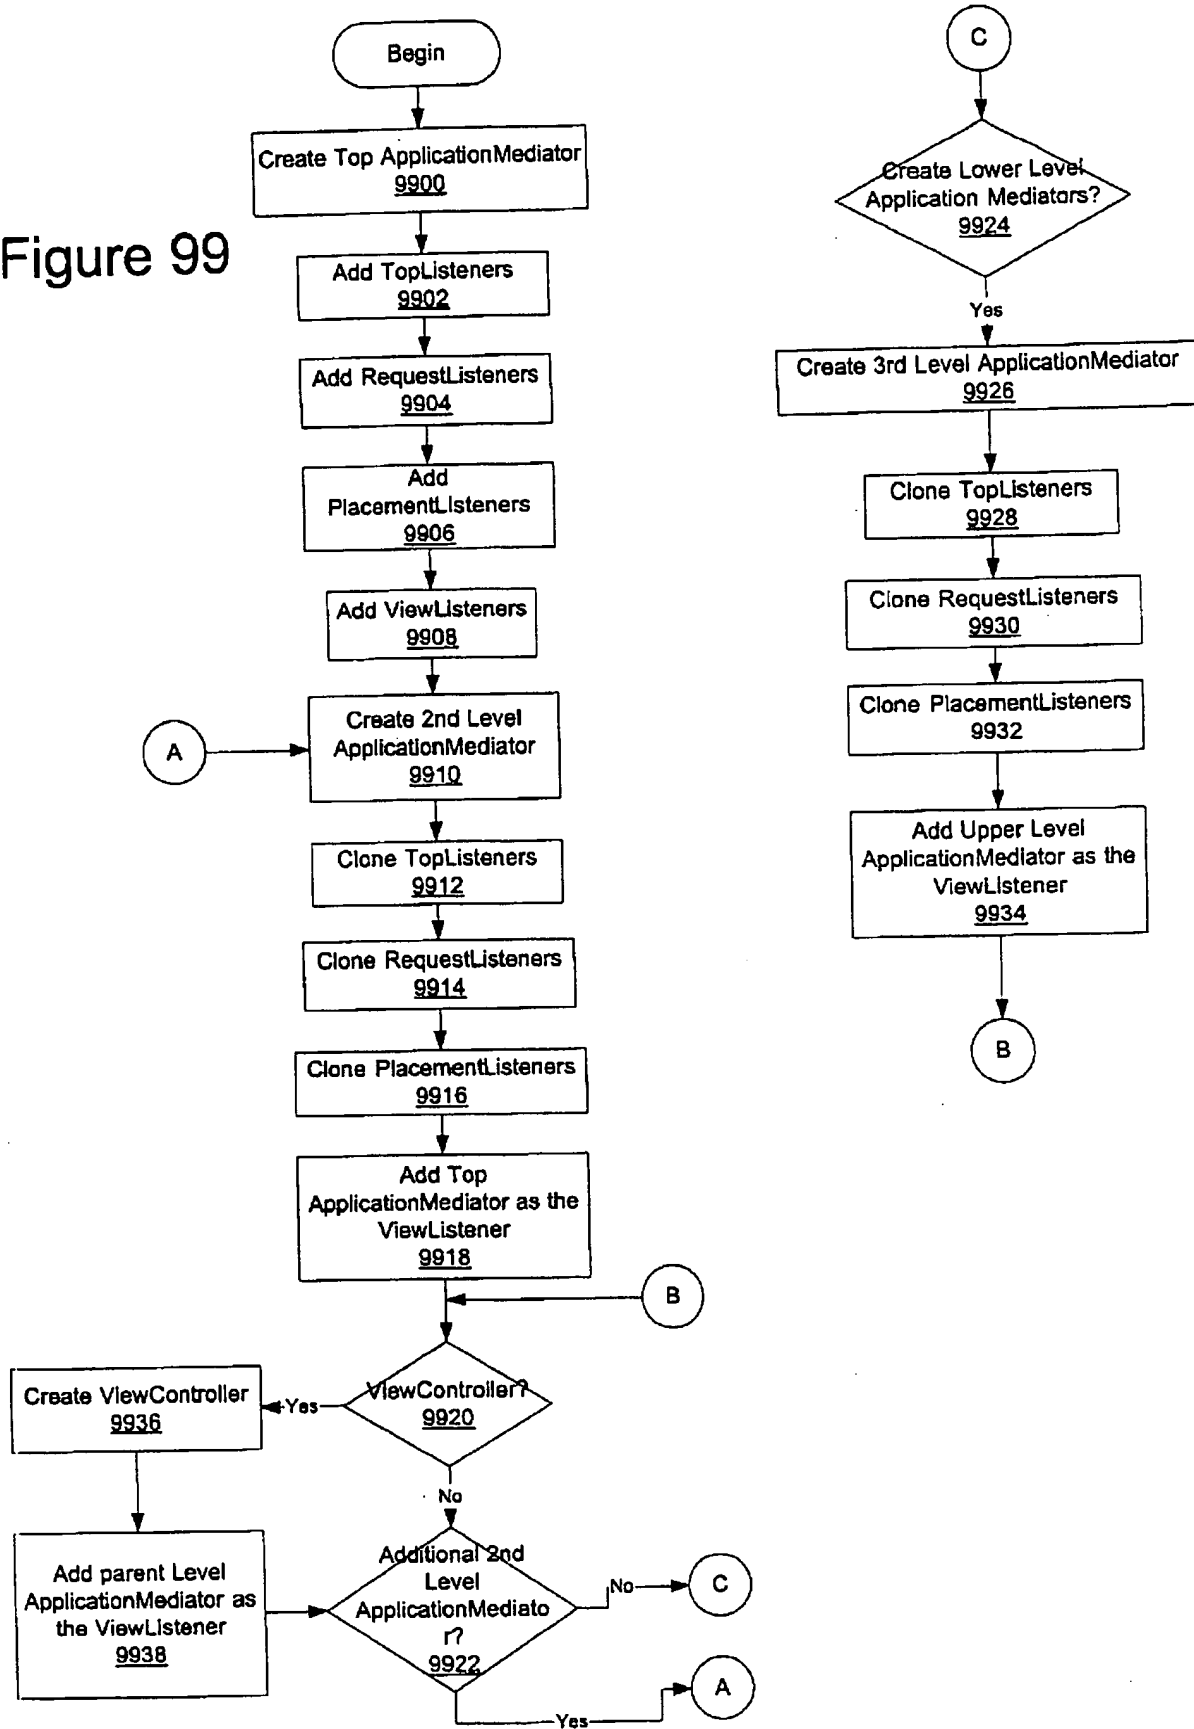 Begin
Create Top ApplicationMediator
9900
Figure 99
Add TopListeners
9902
Add RequestListeners
9904
Add
PlacementListeners
9906
Add ViewListeners
9908
A
Create 2nd Level
ApplicationMediator
9910
Clone TopListeners
9912
Clone RequestListeners
9914
Clone PlacementListeners
9916
Add Top
ApplicationMediator as the
ViewListener
9918
B
ViewController?
9920
Yes
Create ViewController
9936
No
Add parent Level
ApplicationMediator as
the ViewListener
9938
Additional 2nd
Level
ApplicationMediato
r?
9922
No
C
Yes
A
C
Create Lower Level
Application Mediators?
9924
Yes
Create 3rd Level ApplicationMediator
9926
Clone TopListeners
9928
Clone RequestListeners
9930
Clone PlacementListeners
9932
Add Upper Level
ApplicationMediator as the
ViewListener
9934
B